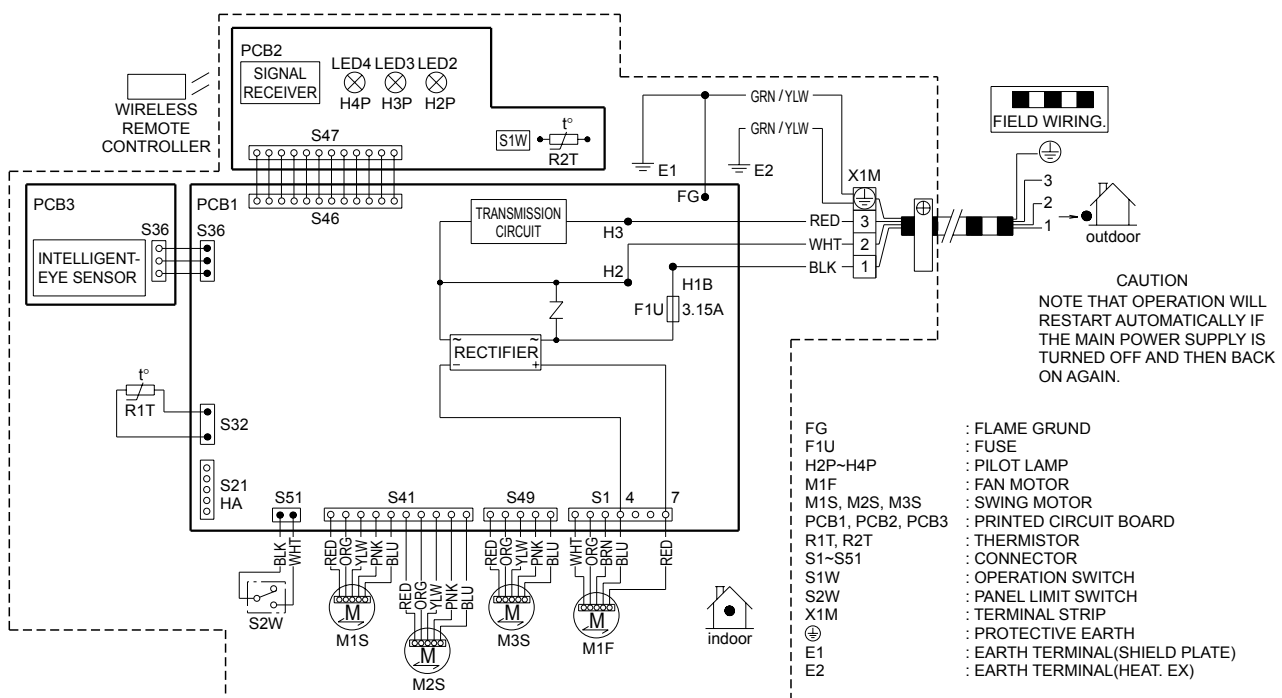 PCB2
SIGNAL
RECEIVER
LED4 LED3 LED2
H4P H3P H2P
WIRELESS
REMOTE
CONTROLLER
S47
S1W
t°
R2T
GRN /YLW
GRN /YLW
E1
E2
FIELD WIRING.
X1M
3
2
1
3
2
1
outdoor
PCB3
S36
INTELLIGENT-
EYE SENSOR
PCB1
S36
S46
FG
TRANSMISSION
CIRCUIT
H3
RED
WHT
BLK
H2
H1B
F1U 3.15A
~ ~
RECTIFIER
− +
t°
R1T
S32
S21
HA
S51
S41
S49
S1 4 7
BLK
WHT
RED
ORG
YLW
PNK
BLU
RED
ORG
YLW
PNK
BLU
RED
ORG
YLW
PNK
BLU
WHT
ORG
BRN
BLU
RED
S2W
M
M1S
M
M2S
M
M3S
M
M1F
indoor
CAUTION
NOTE THAT OPERATION WILL
RESTART AUTOMATICALLY IF
THE MAIN POWER SUPPLY IS
TURNED OFF AND THEN BACK
ON AGAIN.
FG : FLAME GRUND
F1U : FUSE
H2P~H4P : PILOT LAMP
M1F : FAN MOTOR
M1S, M2S, M3S : SWING MOTOR
PCB1, PCB2, PCB3 : PRINTED CIRCUIT BOARD
R1T, R2T : THERMISTOR
S1~S51 : CONNECTOR
S1W : OPERATION SWITCH
S2W : PANEL LIMIT SWITCH
X1M : TERMINAL STRIP
: PROTECTIVE EARTH
E1 : EARTH TERMINAL(SHIELD PLATE)
E2 : EARTH TERMINAL(HEAT. EX)